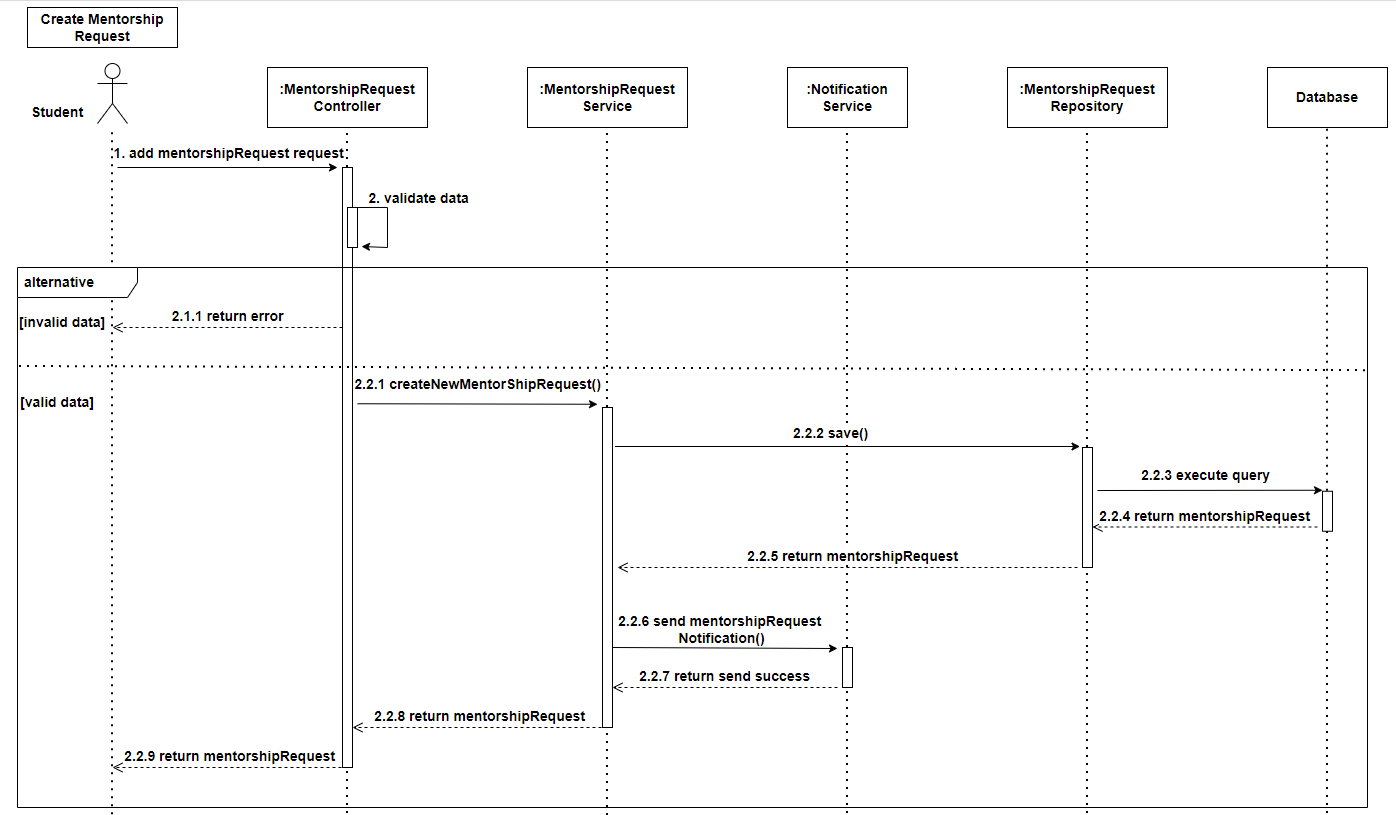 Create Mentorship
Request
Student
:MentorshipRequest
Controller
:MentorshipRequest
Service
:Notification
Service
:MentorshipRequest
Repository
Database
1. add mentorshipRequest request:
2. validate data
alternative
[invalid data]
2.1.1 return error
[valid data]
2.2.1 createNewMentorShipRequest()
2.2.2 save()
2.2.3 execute query
2.2.4 return mentorshipRequest
2.2.5 return mentorshipRequest
2.2.6 send mentorshipRequest
Notification()
2.2.7 return send success
2.2.8 return mentorshipRequest
2.2.9 return mentorshipRequest